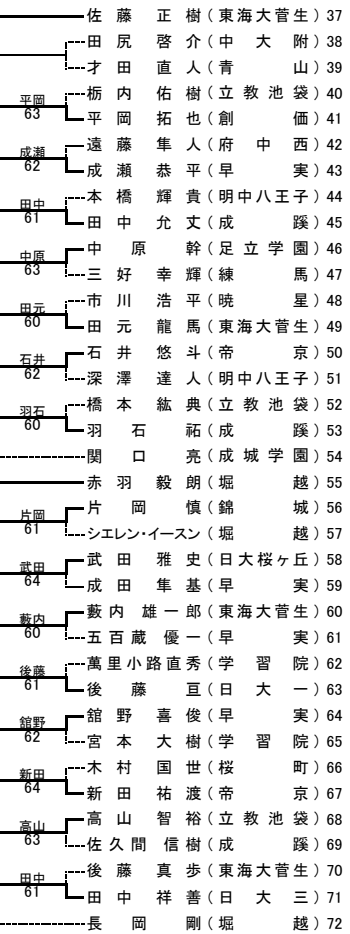 佐藤正樹(東海大菅生)37
田尻啓介(中大附)38
才田直人(青山)39
平岡
63
栃内佑樹(立教池袋)40
平岡拓也(創価)41
成瀬
62
遠藤隼人(府中西)42
成瀬恭平(早実)43
田中
61
本橋輝貴(明中八王子)44
田中允丈(成蹊)45
中原
63
中原幹(足立学園)46
三好幸輝(練馬)47
田元
60
市川浩平(暁星)48
田元龍馬(東海大菅生)49
石井
62
石井悠斗(帝京)50
深澤達人(明中八王子)51
羽石
60
橋本紘典(立教池袋)52
羽石祏(成蹊)53
関口亮(成城学園)54
赤羽毅朗(堀越)55
片岡
61
片岡慎(錦城)56
シエレン・イースン(堀越)57
武田
64
武田雅史(日大桜ヶ丘)58
成田隼基(早実)59
藪内
60
藪内雄一郎(東海大菅生)60
五百蔵優一(早実)61
後藤
61
萬里小路直秀(学習院)62
後藤亘(日大一)63
舘野
62
舘野喜俊(早実)64
宮本大樹(学習院)65
新田
64
木村国世(桜町)66
新田祐渡(帝京)67
高山
63
高山智裕(立教池袋)68
佐久間信樹(成蹊)69
田中
61
後藤真歩(東海大菅生)70
田中祥善(日大三)71
長岡剛(堀越)72